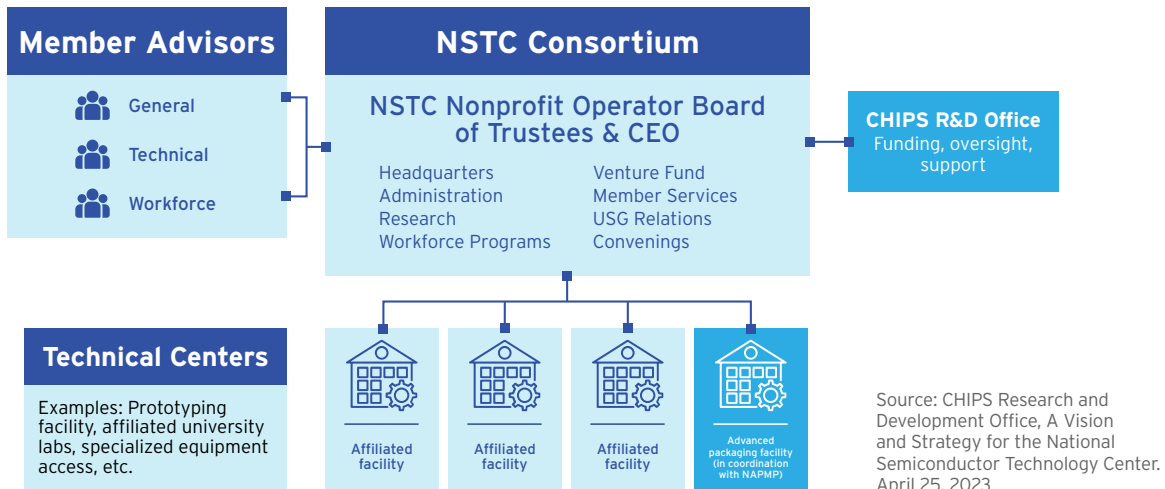 Member Advisors
General
Technical
Workforce
NSTC Consortium
NSTC Nonprofit Operator Board
of Trustees & CEO
Headquarters
Administration
Research
Workforce Programs
Venture Fund
Member Services
USG Relations
Convenings
CHIPS R&D Office
Funding, oversight,
support
Technical Centers
Examples: Prototyping
facility, affiliated university
labs, specialized equipment
access, etc.
Affiliated
facility
Affiliated
facility
Affiliated
facility
Advanced
packaging facility
(in coordination
with NAPMP)
Source: CHIPS Research and
Development Office, A Vision
and Strategy for the National
Semiconductor Technology Center.
April 25, 2023